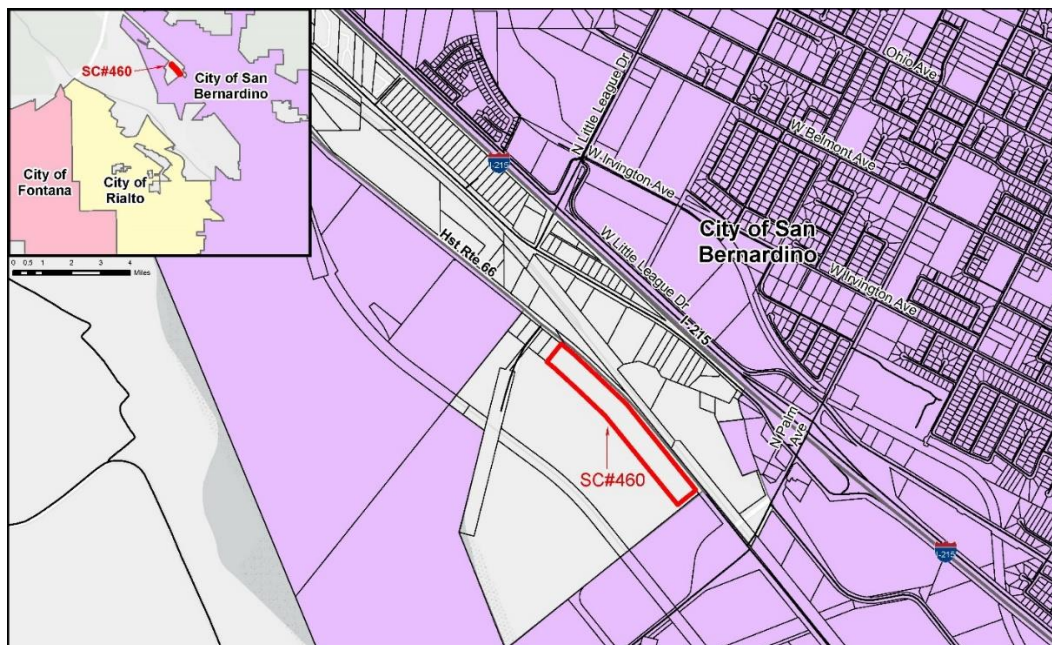 SC#460
City of San
Bernardino
City of
Fontana
City of
Rialto
0 0.5 1 2 3 4
Miles
N Little League Dr
Ohio Ave
W Belmont Ave
W Irvington Ave
I-215
City of San
Bernardino
W Little League Dr
W Irvington Ave
I-215
Hst Rte 66
SC#460
N Palm
Ave
I-215